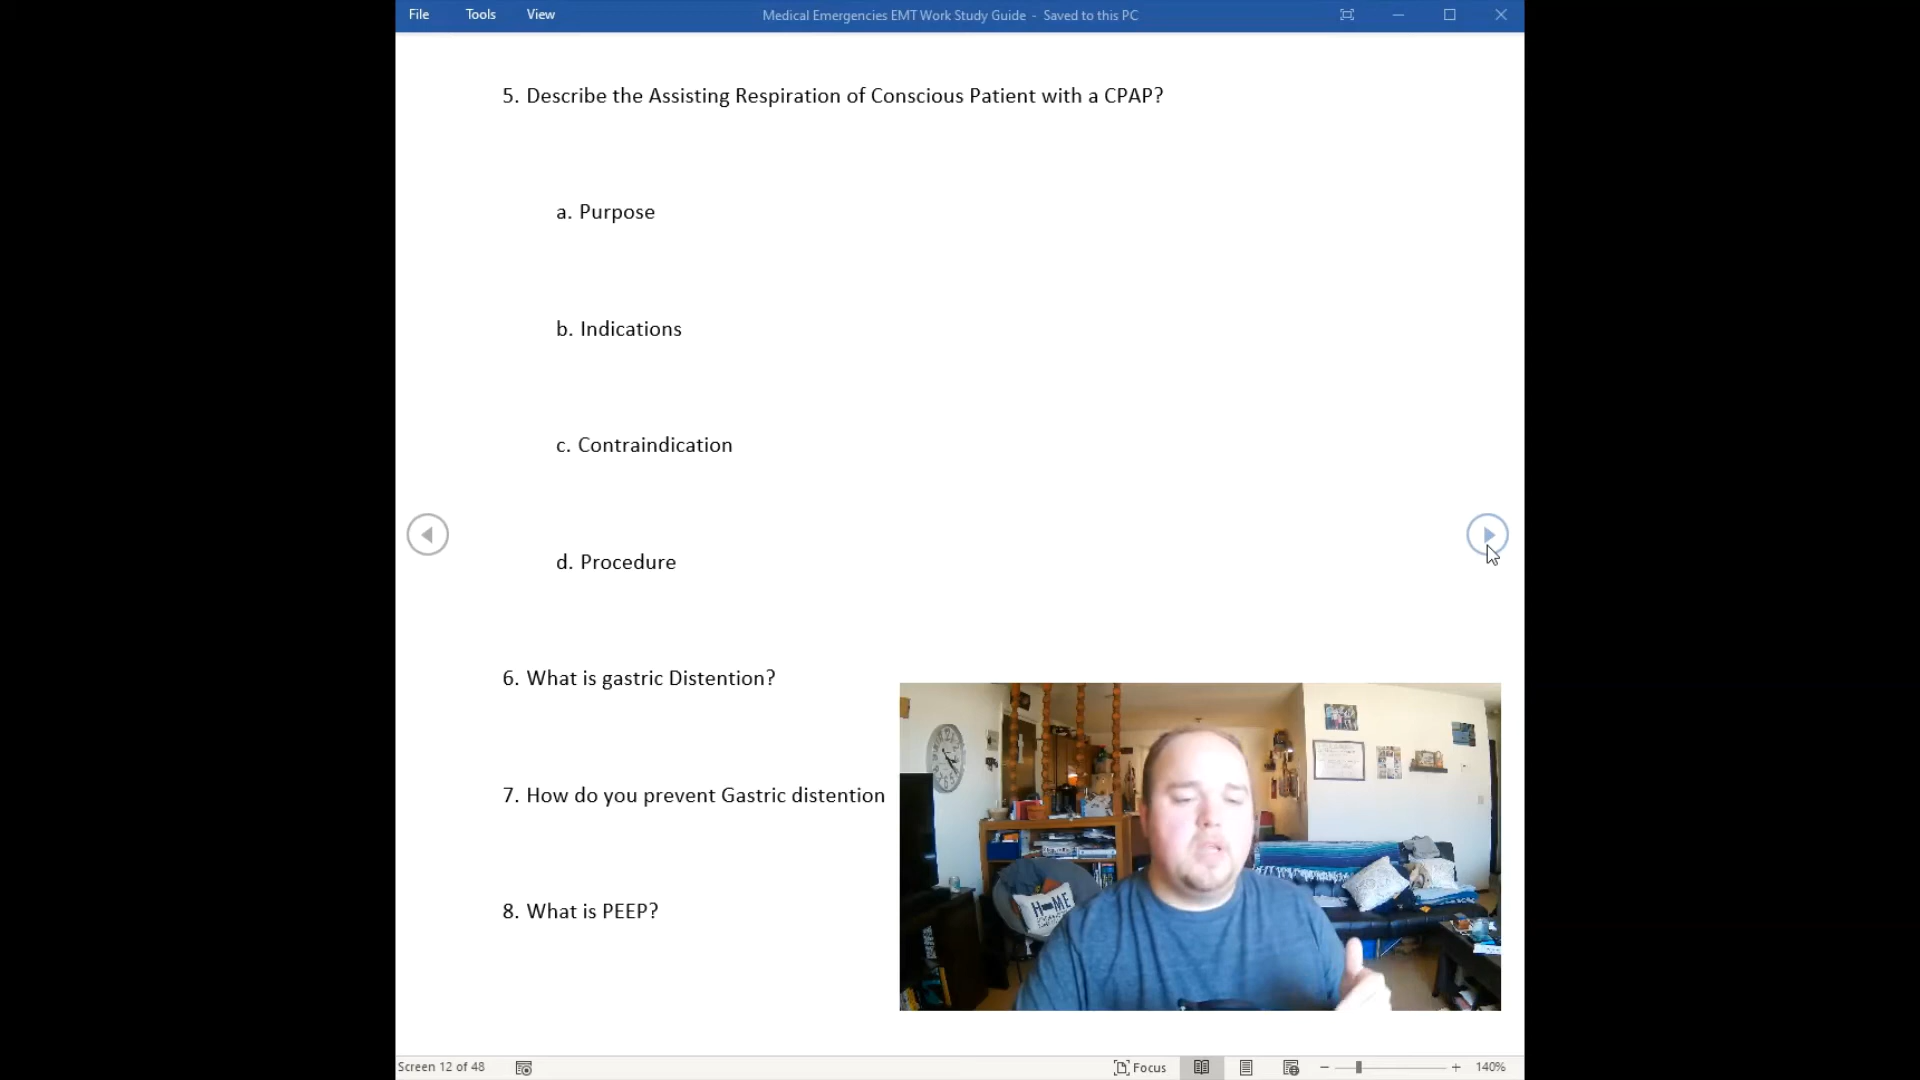 File Tools View Medical Emergencies EMT Work Study Guide - Saved to this PC
5. Describe the Assisting Respiration of Conscious Patient with a CPAP?
a. Purpose
b. Indications
c. Contraindication
d. Procedure
6. What is gastric Distention?
7. How do you prevent Gastric distention
8. What is PEEP?
HOME
Screen 12 of 48 Focus 140%